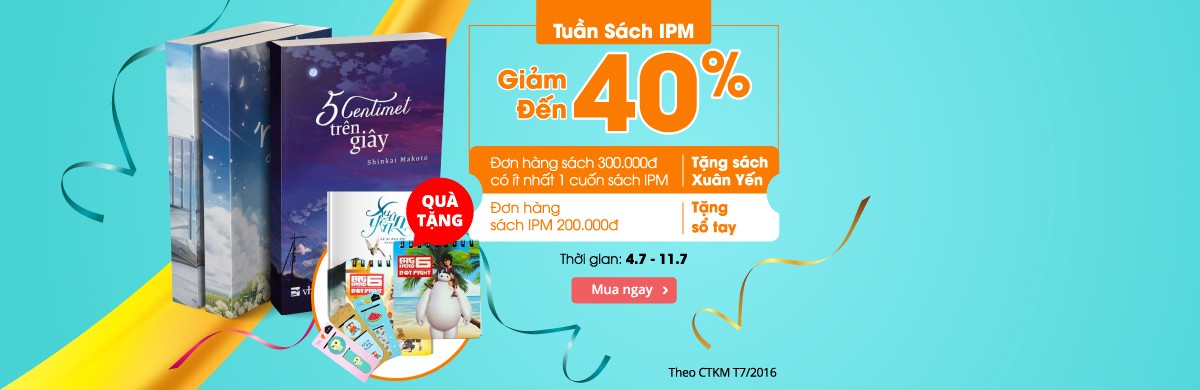 Tuần Sách IPM
Giảm
Đến
40%
Đơn hàng sách 300.000đ
có ít nhất 1 cuốn sách IPM
Tặng sách
Xuân Yến
Đơn hàng
sách IPM 200.000đ
Tặng
sổ tay
Thời gian: 4.7 - 11.7
Mua ngay
Theo CTKM T7/2016
5 Centimet
trên
giây
Shinkai Makoto
QUÀ
TẶNG
BIG
HERO 6
BOT FIGHT
BIG
HERO 6
BOT FIGHT